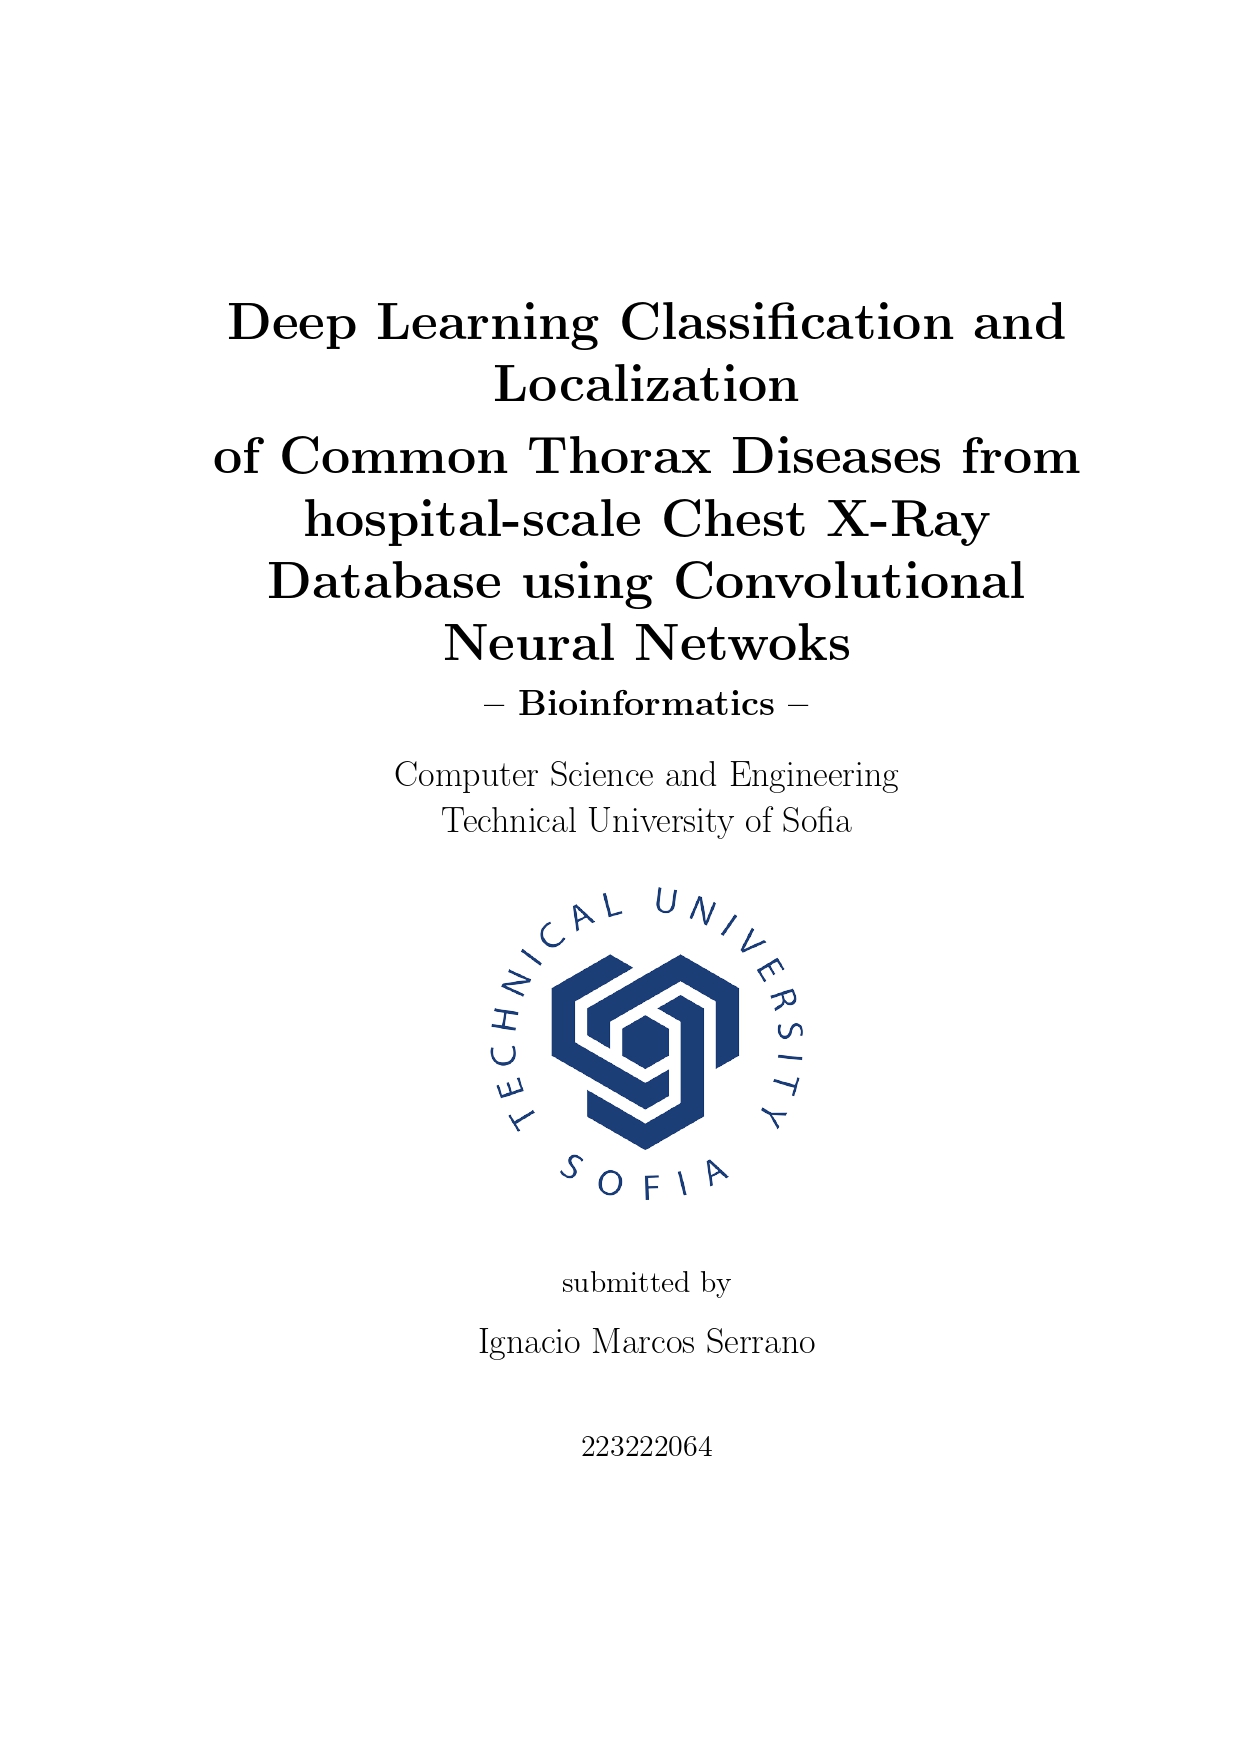 Deep Learning Classification and
Localization
of Common Thorax Diseases from
hospital-scale Chest X-Ray
Database using Convolutional
Neural Netwoks
– Bioinformatics –
Computer Science and Engineering
Technical University of Sofia
TECHNICAL UNIVERSITY
SOFIA
submitted by
Ignacio Marcos Serrano
223222064